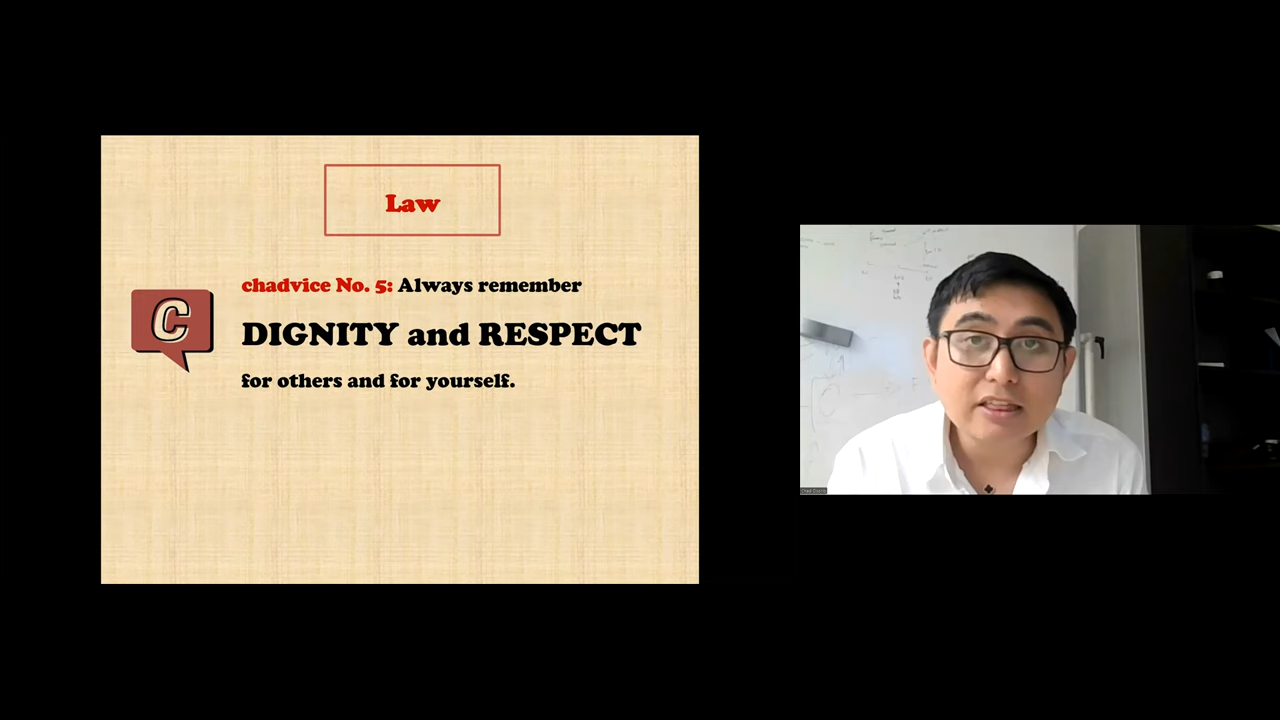 Law
chadvice No. 5: Always remember
C
DIGNITY and RESPECT
for others and for yourself.